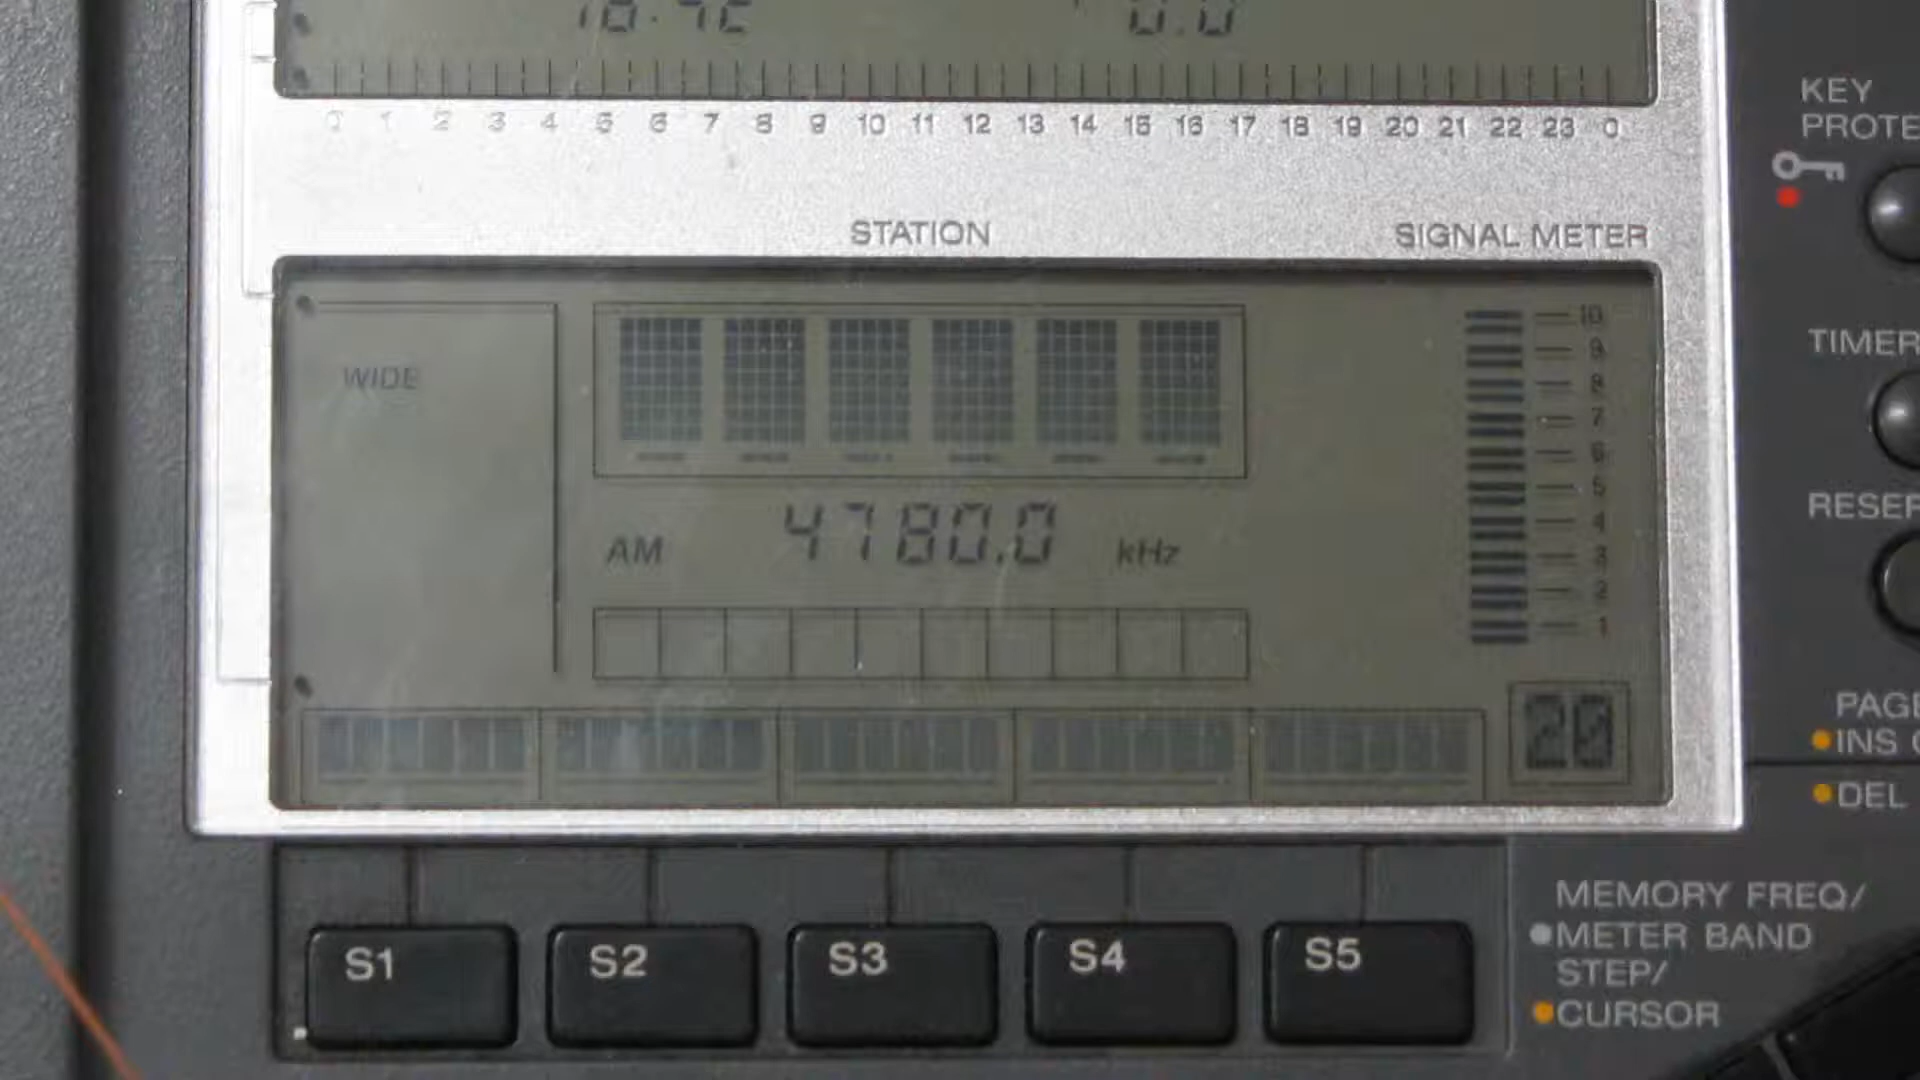 0 1 2 3 4 5 6 7 8 9 10 11 12 13 14 15 16 17 18 19 20 21 22 23 0
KEY
PROTE
STATION
SIGNAL METER
TIMER
WIDE
10
9
8
7
6
5
4
3
2
1
RESER
AM 4780.0 kHz
20
PAGE
INS
DEL
S1 S2 S3 S4 S5
MEMORY FREQ/
METER BAND
STEP/
CURSOR